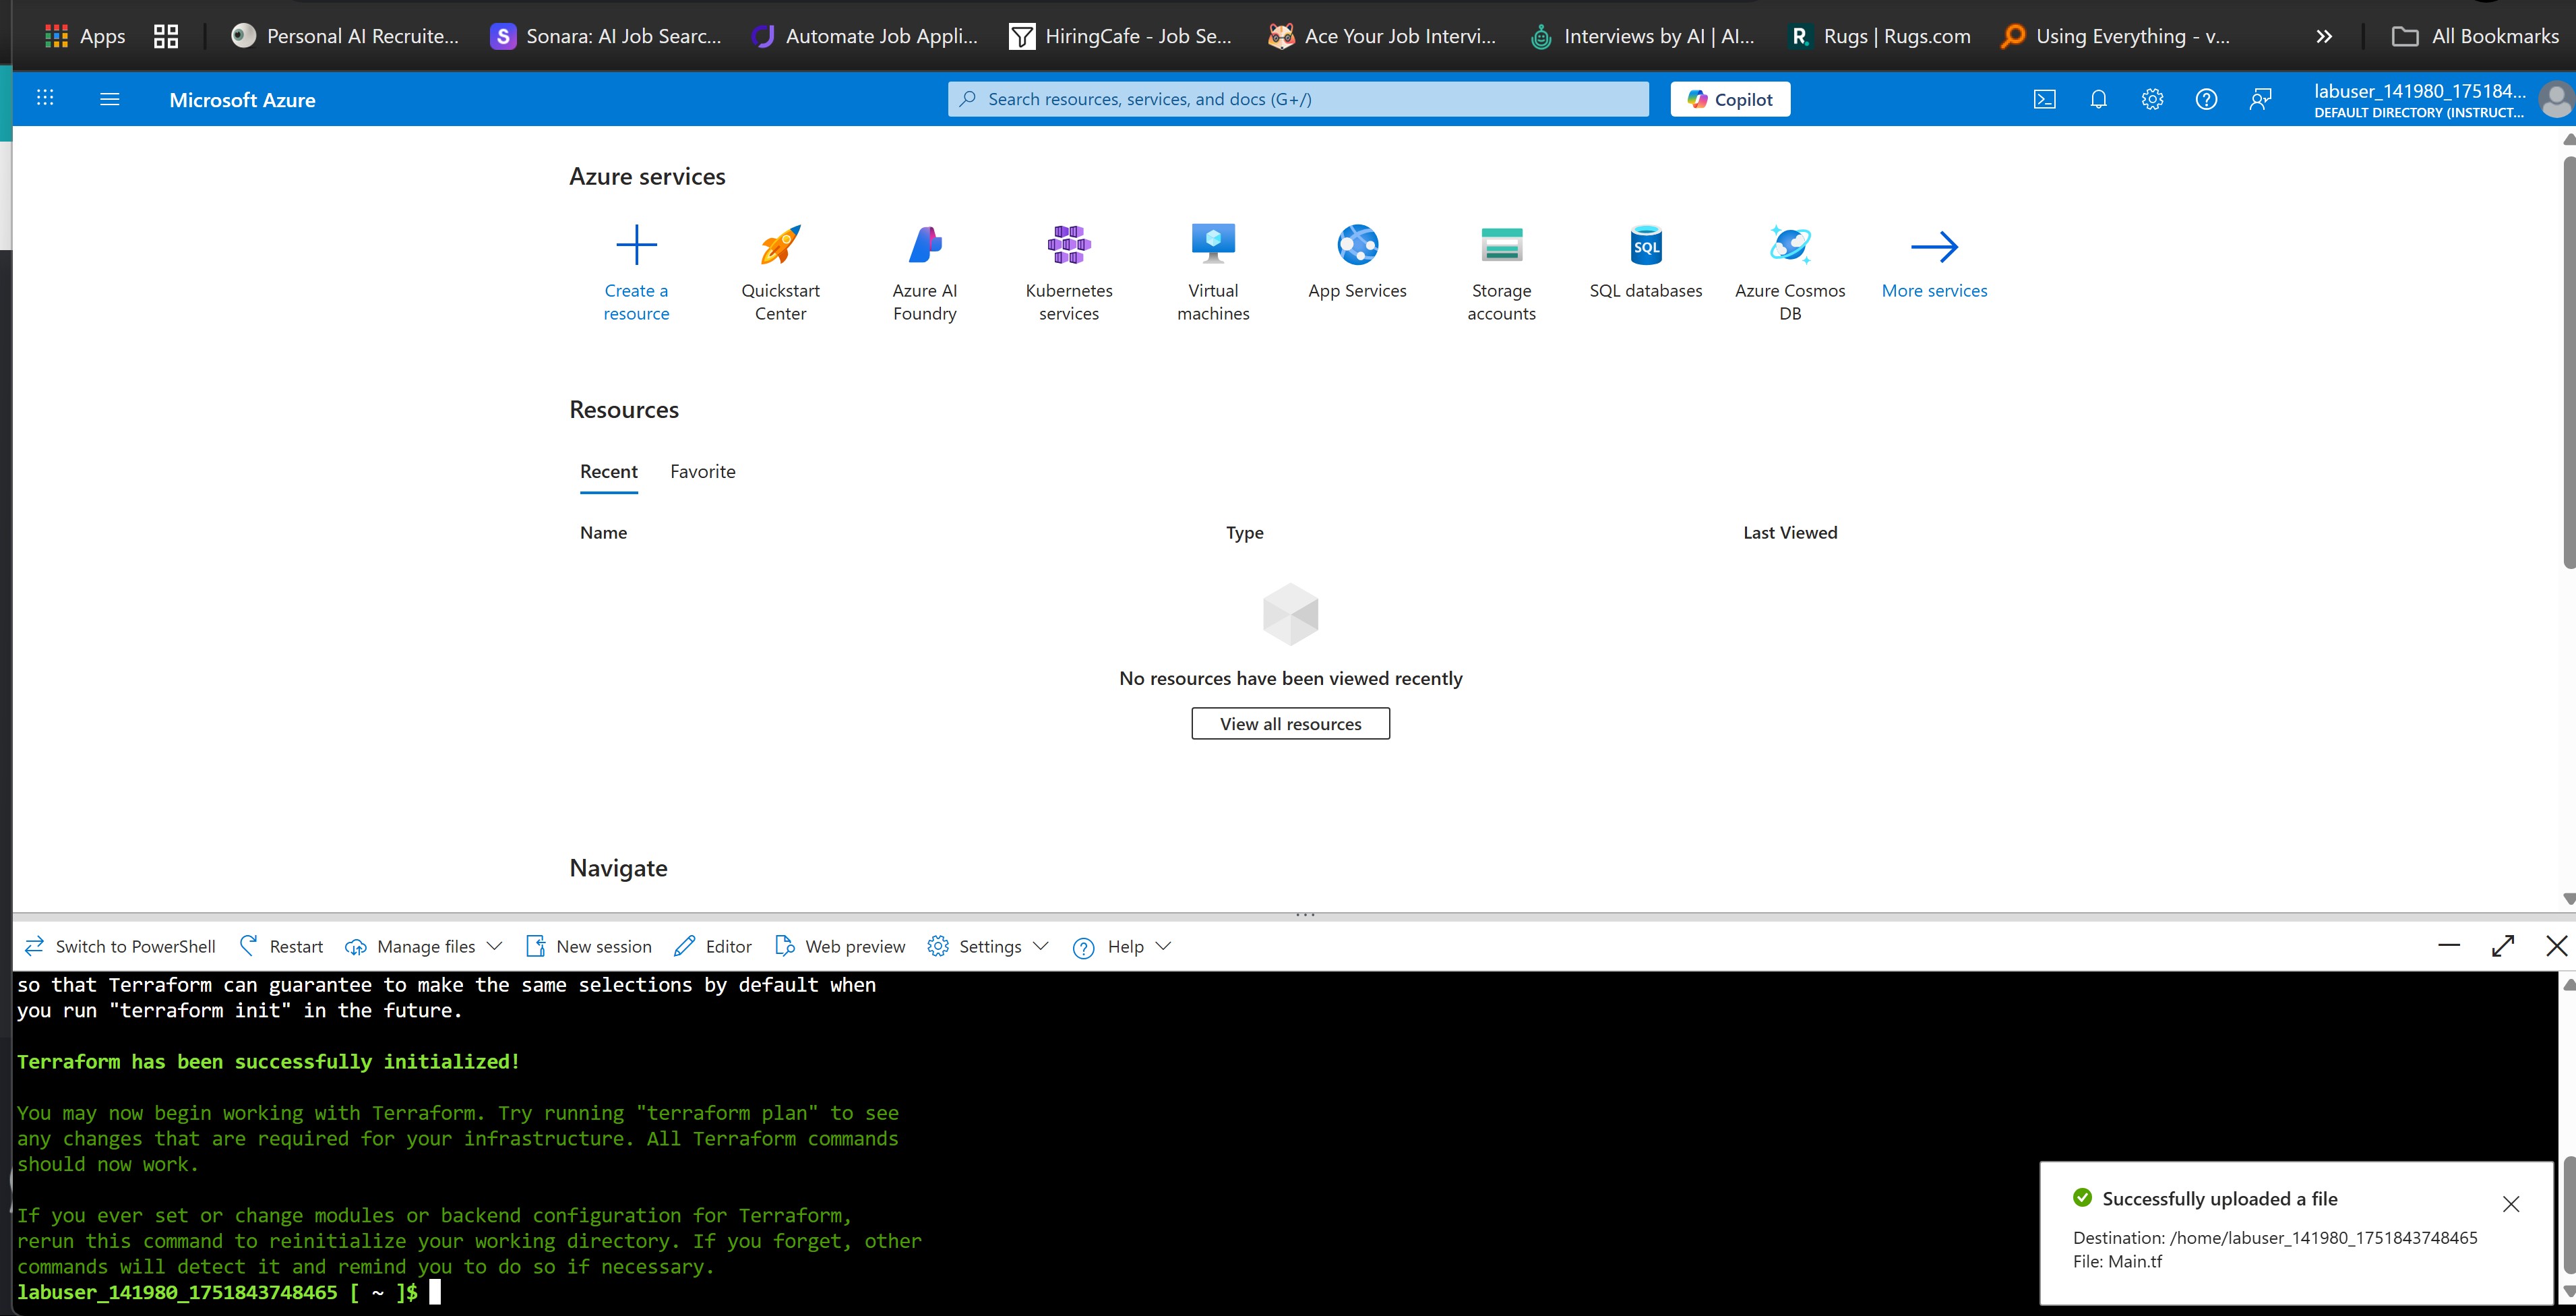 Apps
Personal AI Recruite...
Sonara: AI Job Searc...
Automate Job Appli...
HiringCafe - Job Se...
Ace Your Job Intervi...
Interviews by AI | AI...
Rugs | Rugs.com
Using Everything - v...
All Bookmarks
Microsoft Azure
Search resources, services, and docs (G+/)
Copilot
labuser_141980_175184...
DEFAULT DIRECTORY (INSTRUCT...
Azure services
Create a resource
Quickstart Center
Azure AI Foundry
Kubernetes services
Virtual machines
App Services
Storage accounts
SQL
SQL databases
Azure Cosmos DB
More services
Resources
Recent
Favorite
Name
Type
Last Viewed
No resources have been viewed recently
View all resources
Navigate
Switch to PowerShell
Restart
Manage files
New session
Editor
Web preview
Settings
Help
so that Terraform can guarantee to make the same selections by default when
you run "terraform init" in the future.
Terraform has been successfully initialized!
You may now begin working with Terraform. Try running "terraform plan" to see
any changes that are required for your infrastructure. All Terraform commands
should now work.
If you ever set or change modules or backend configuration for Terraform,
rerun this command to reinitialize your working directory. If you forget, other
commands will detect it and remind you to do so if necessary.
labuser_141980_1751843748465 [ ~ ]$
Successfully uploaded a file
Destination: /home/labuser_141980_1751843748465
File: Main.tf